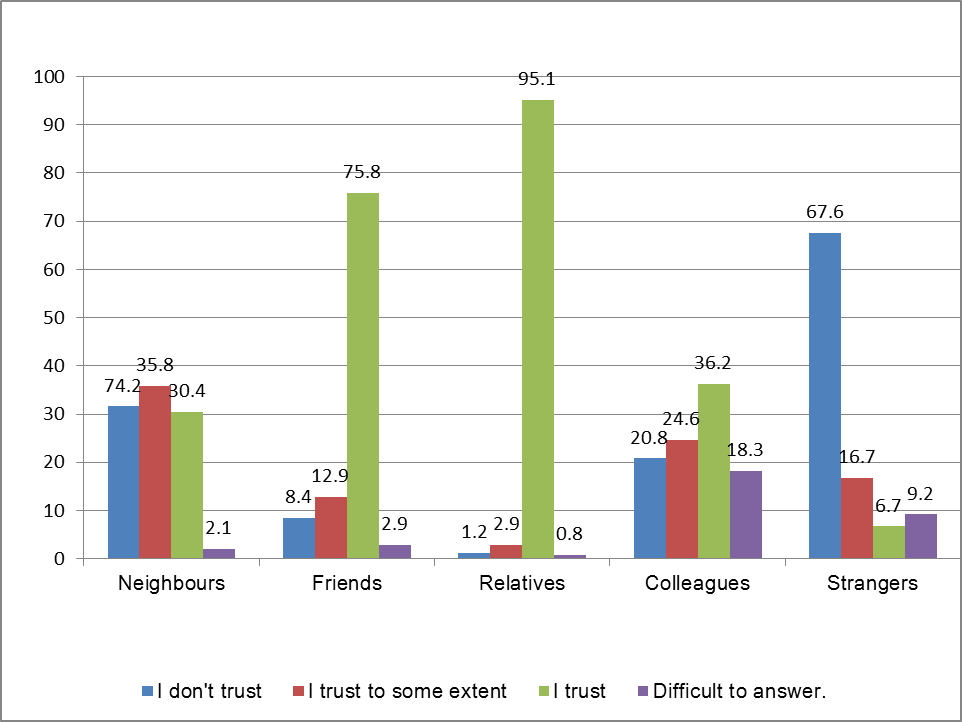 100
90
80
70
60
50
40
30
20
10
0
74.2 35.8 30.4 2.1
8.4 12.9 75.8 2.9
1.2 2.9 95.1 0.8
20.8 24.6 36.2 18.3
67.6 16.7 6.7 9.2
Neighbours Friends Relatives Colleagues Strangers
I don't trust I trust to some extent I trust Difficult to answer.